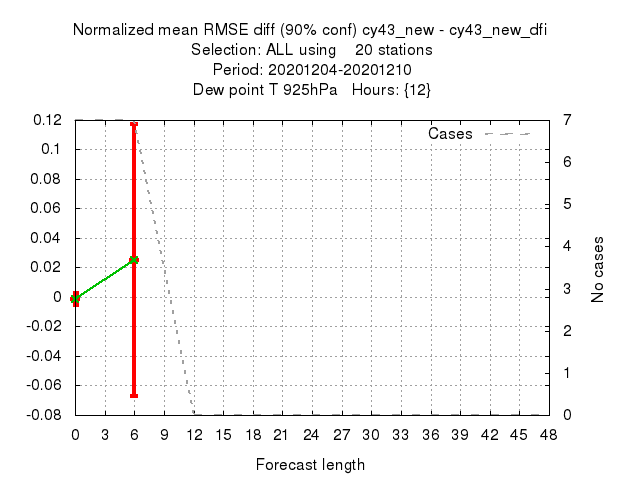 Normalized mean RMSE diff (90% conf) cy43_new - cy43_new_dfi
Selection: ALL using 20 stations
Period: 20201204-20201210
Dew point T 925hPa Hours: {12}
Cases
0.12
0.1
0.08
0.06
0.04
0.02
0
-0.02
-0.04
-0.06
-0.08
7
6
5
4
3
2
1
0
No cases
0 3 6 9 12 15 18 21 24 27 30 33 36 39 42 45 48
Forecast length